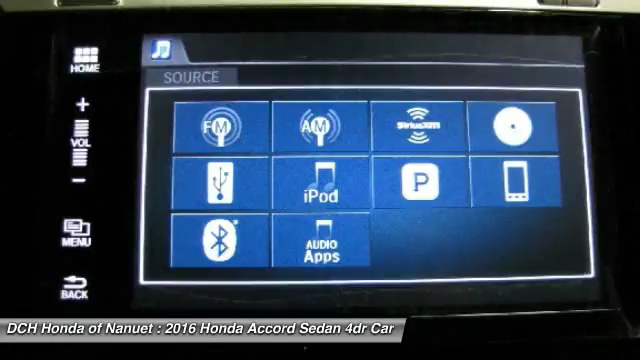 HOME
SOURCE
FM
AM
SiriusXM
+
VOL
-
iPod
P
MENU
AUDIO
Apps
BACK
DCH Honda of Nanuet : 2016 Honda Accord Sedan 4dr Car